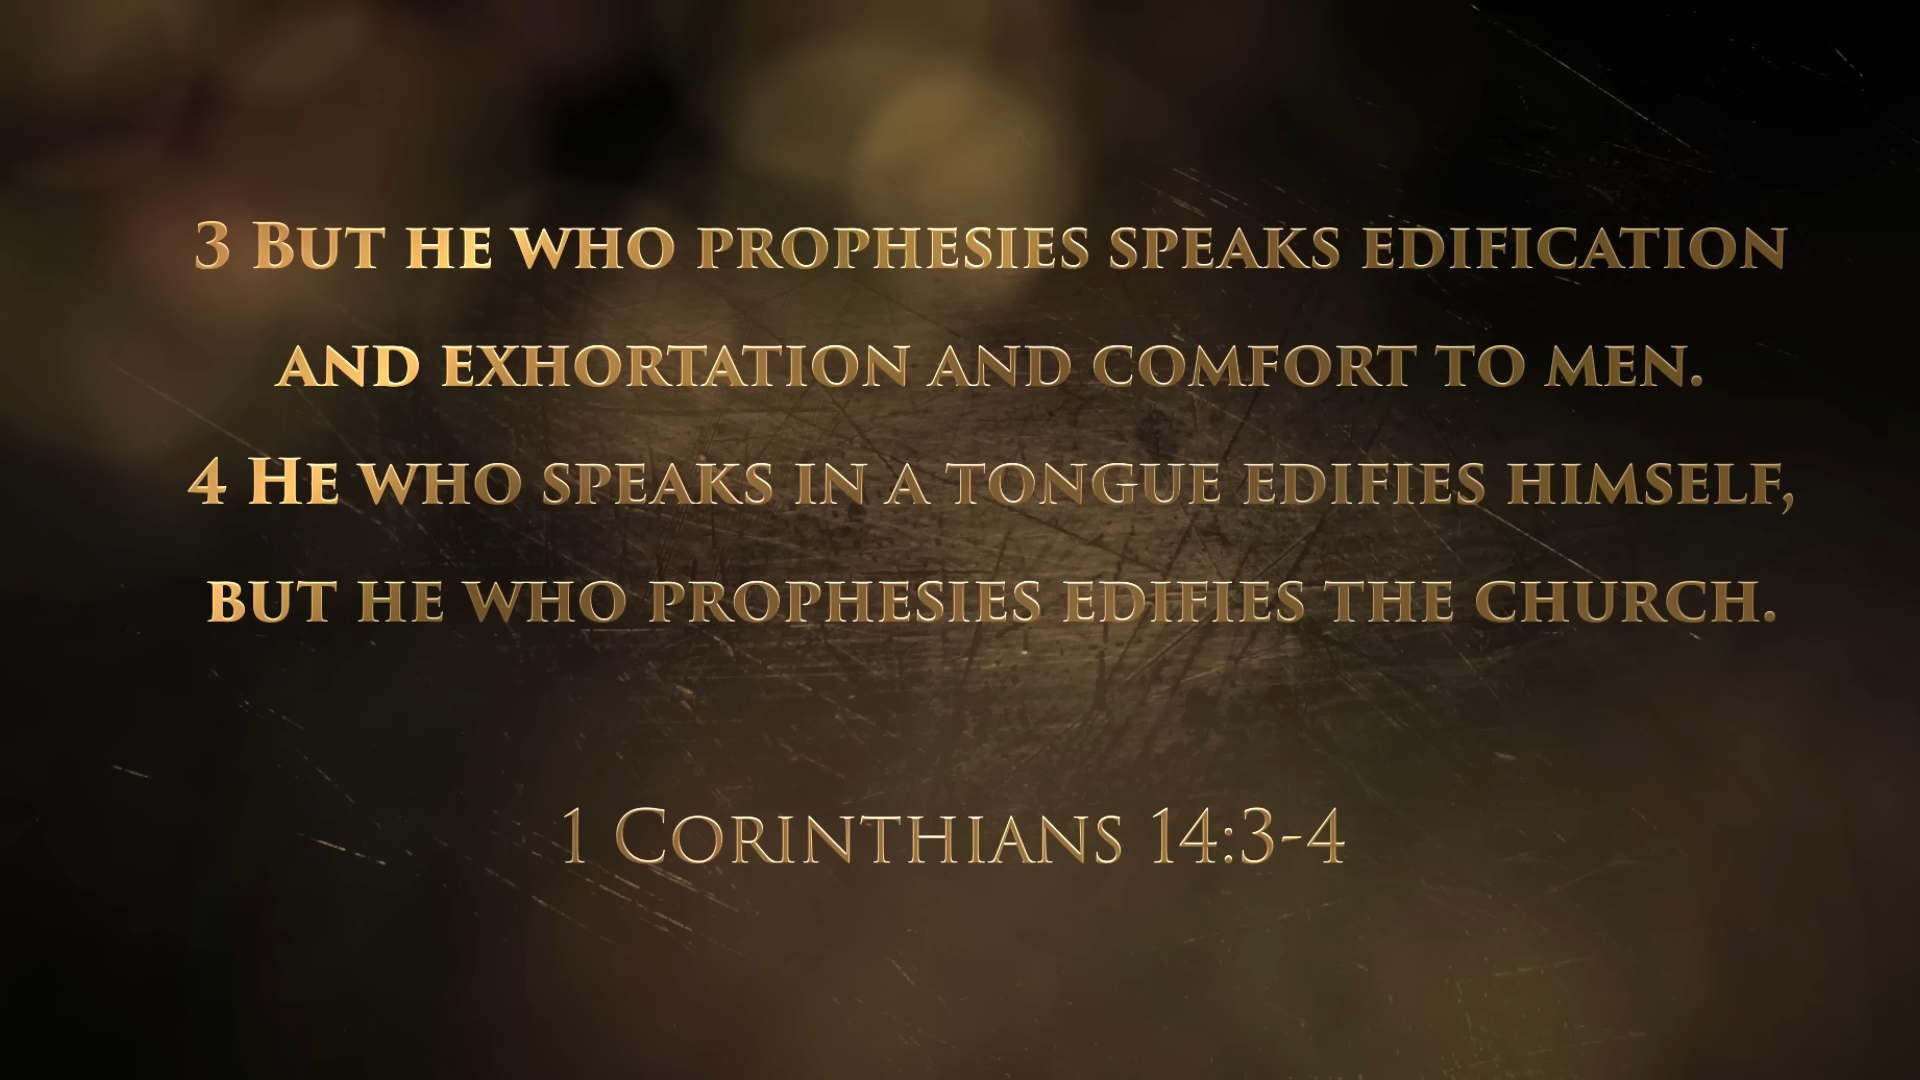 3 But he who prophesies speaks edification
and exhortation and comfort to men.
4 He who speaks in a tongue edifies himself,
but he who prophesies edifies the church.
1 Corinthians 14:3-4